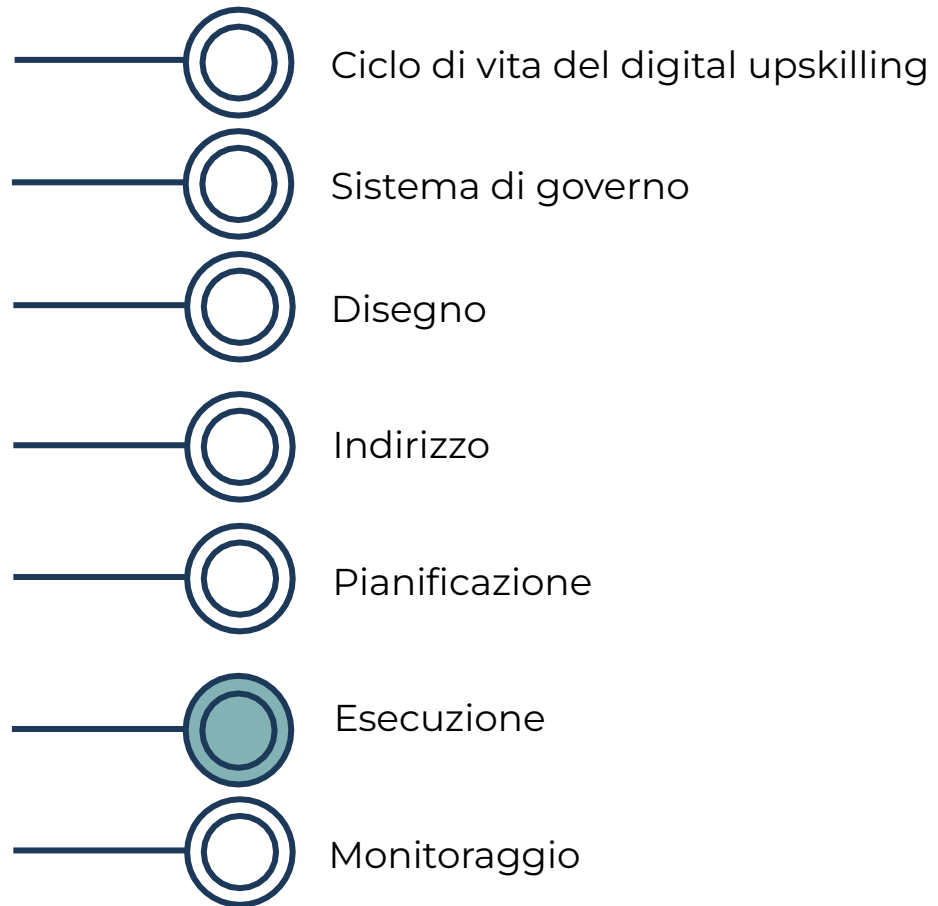 Ciclo di vita del digital upskilling
Sistema di governo
Disegno
Indirizzo
Pianificazione
Esecuzione
Monitoraggio